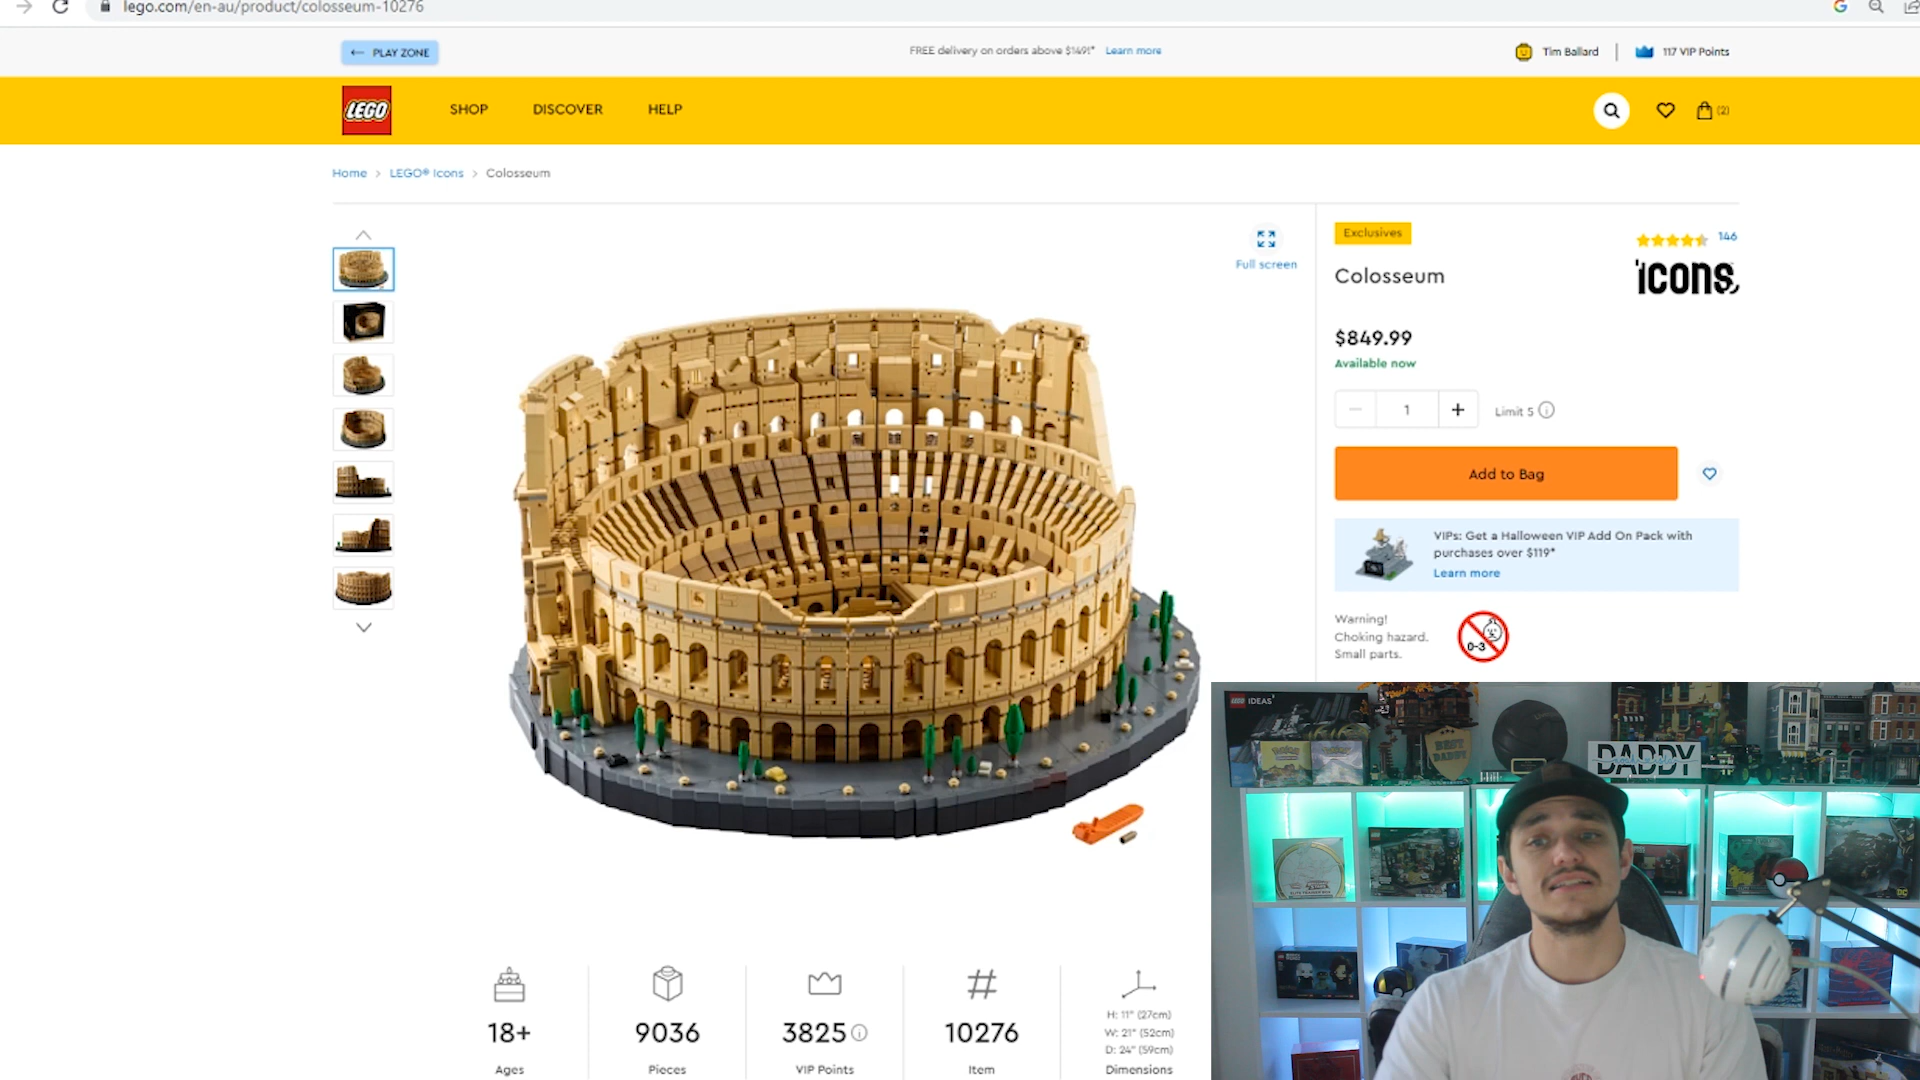 lego.com/en-au/product/colosseum-10276
PLAY ZONE
FREE delivery on orders above $149!* Learn more
Tim Ballard
117 VIP Points
LEGO
SHOP
DISCOVER
HELP
(2)
Home > LEGO® Icons > Colosseum
Full screen
Exclusives
146
Colosseum
ICONS
$849.99
Available now
1
Limit 5
Add to Bag
VIPs: Get a Halloween VIP Add On Pack with
purchases over $119*
Learn more
Warning!
Choking hazard.
Small parts.
0-3
18+
Ages
9036
Pieces
3825
VIP Points
#
10276
Item
H: 11" (27cm)
W: 21" (52cm)
D: 24" (59cm)
Dimensions
LEGO IDEAS
BEST
DADDY
DADDY